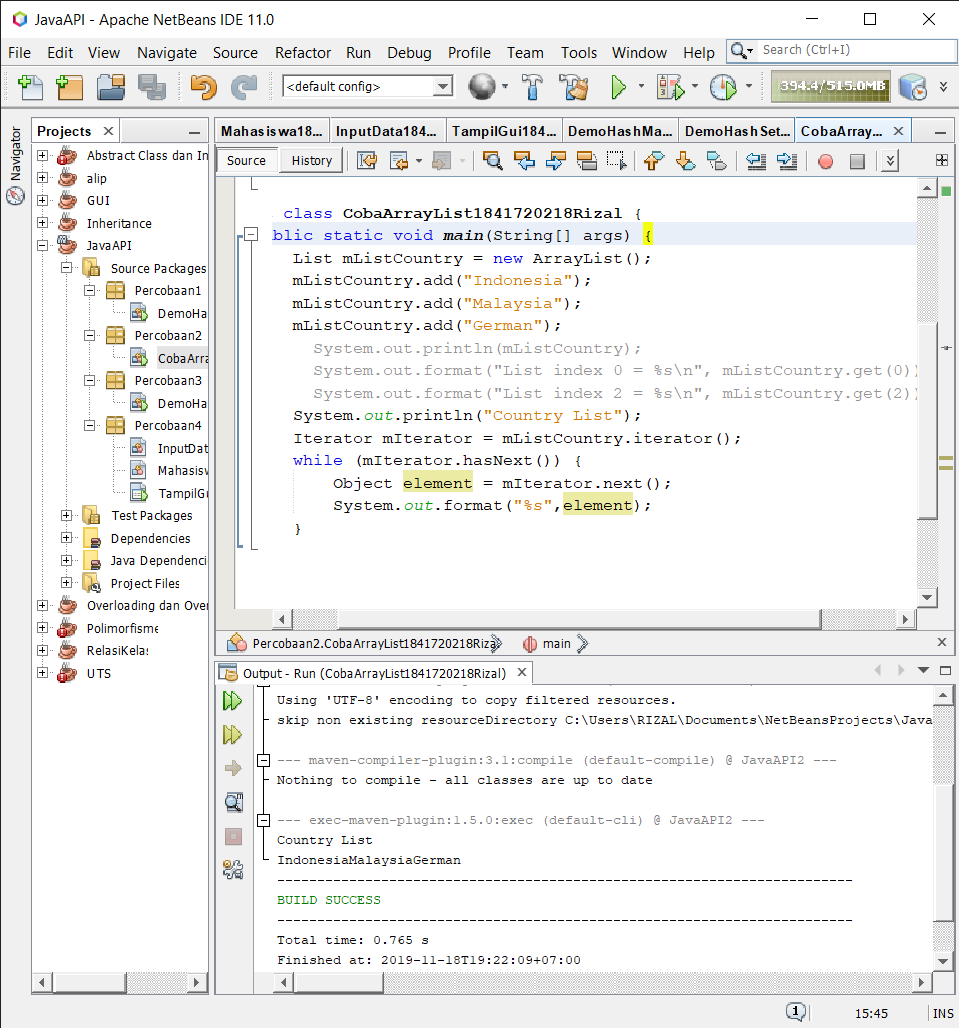 JavaAPI - Apache NetBeans IDE 11.0
File Edit View Navigate Source Refactor Run Debug Profile Team Tools Window Help Search (Ctrl+I)
<default config> 394.4/515.0MB
Navigator
Projects
Abstract Class dan In
alip
GUI
Inheritance
JavaAPI
Source Packages
Percobaan1
DemoHa
Percobaan2
CobaArra
Percobaan3
DemoHa
Percobaan4
InputDat
Mahasisw
TampilGu
Test Packages
Dependencies
Java Dependenci
Project Files
Overloading dan Over
Polimorfisme
RelasiKelas
UTS
Mahasiswa18... InputData184... TampilGui184... DemoHashMa... DemoHashSet... CobaArray...
Source History
class CobaArrayList1841720218Rizal {
blic static void main(String[] args) {
List mListCountry = new ArrayList();
mListCountry.add("Indonesia");
mListCountry.add("Malaysia");
mListCountry.add("German");
System.out.println(mListCountry);
System.out.format("List index 0 = %s\n", mListCountry.get(0))
System.out.format("List index 2 = %s\n", mListCountry.get(2))
System.out.println("Country List");
Iterator mIterator = mListCountry.iterator();
while (mIterator.hasNext()) {
Object element = mIterator.next();
System.out.format("%s",element);
}
Percobaan2.CobaArrayList1841720218Rizal main
Output - Run (CobaArrayList1841720218Rizal)
Using 'UTF-8' encoding to copy filtered resources.
skip non existing resourceDirectory C:\Users\RIZAL\Documents\NetBeansProjects\Java
--- maven-compiler-plugin:3.1:compile (default-compile) @ JavaAPI2 ---
Nothing to compile - all classes are up to date
--- exec-maven-plugin:1.5.0:exec (default-cli) @ JavaAPI2 ---
Country List
IndonesiaMalaysiaGerman
------------------------------------------------------------------------
BUILD SUCCESS
------------------------------------------------------------------------
Total time: 0.765 s
Finished at: 2019-11-18T19:22:09+07:00
15:45 INS